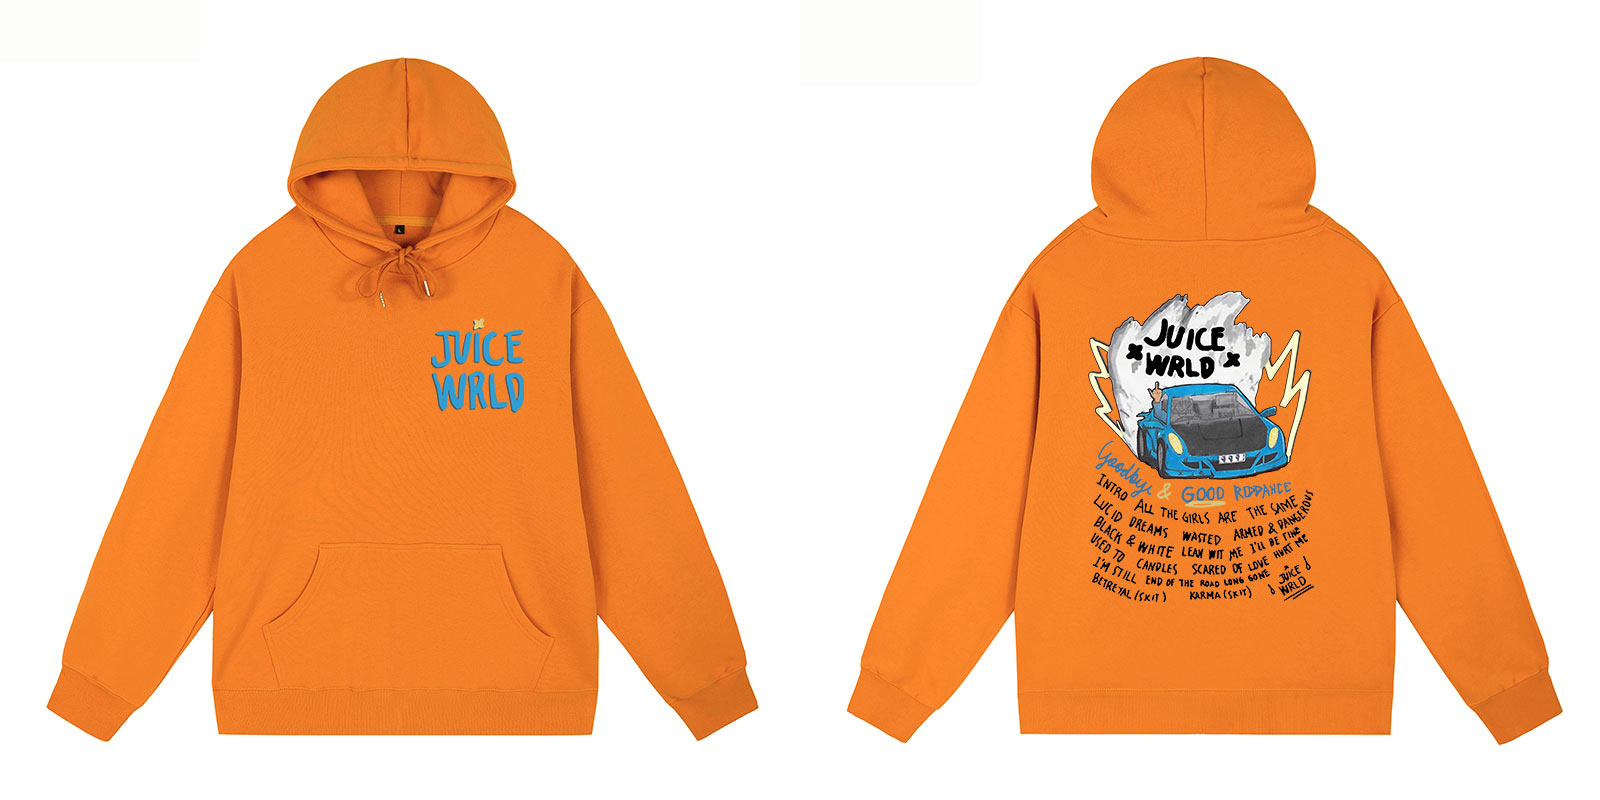 L
JUICE
WRLD
JUICE
WRLD
999
Goodbye & GOOD RIDDANCE
INTRO ALL THE GIRLS ARE THE SAME
LUCID DREAMS WASTED ARMED & DANGEROUS
BLACK & WHITE LEAN WIT ME I'LL BE FINE
USED TO CANDLES SCARED OF LOVE HURT ME
I'M STILL END OF THE ROAD LONG GONE
BETREYAL (SKIT) KARMA (SKIT)
JUICE
WRLD